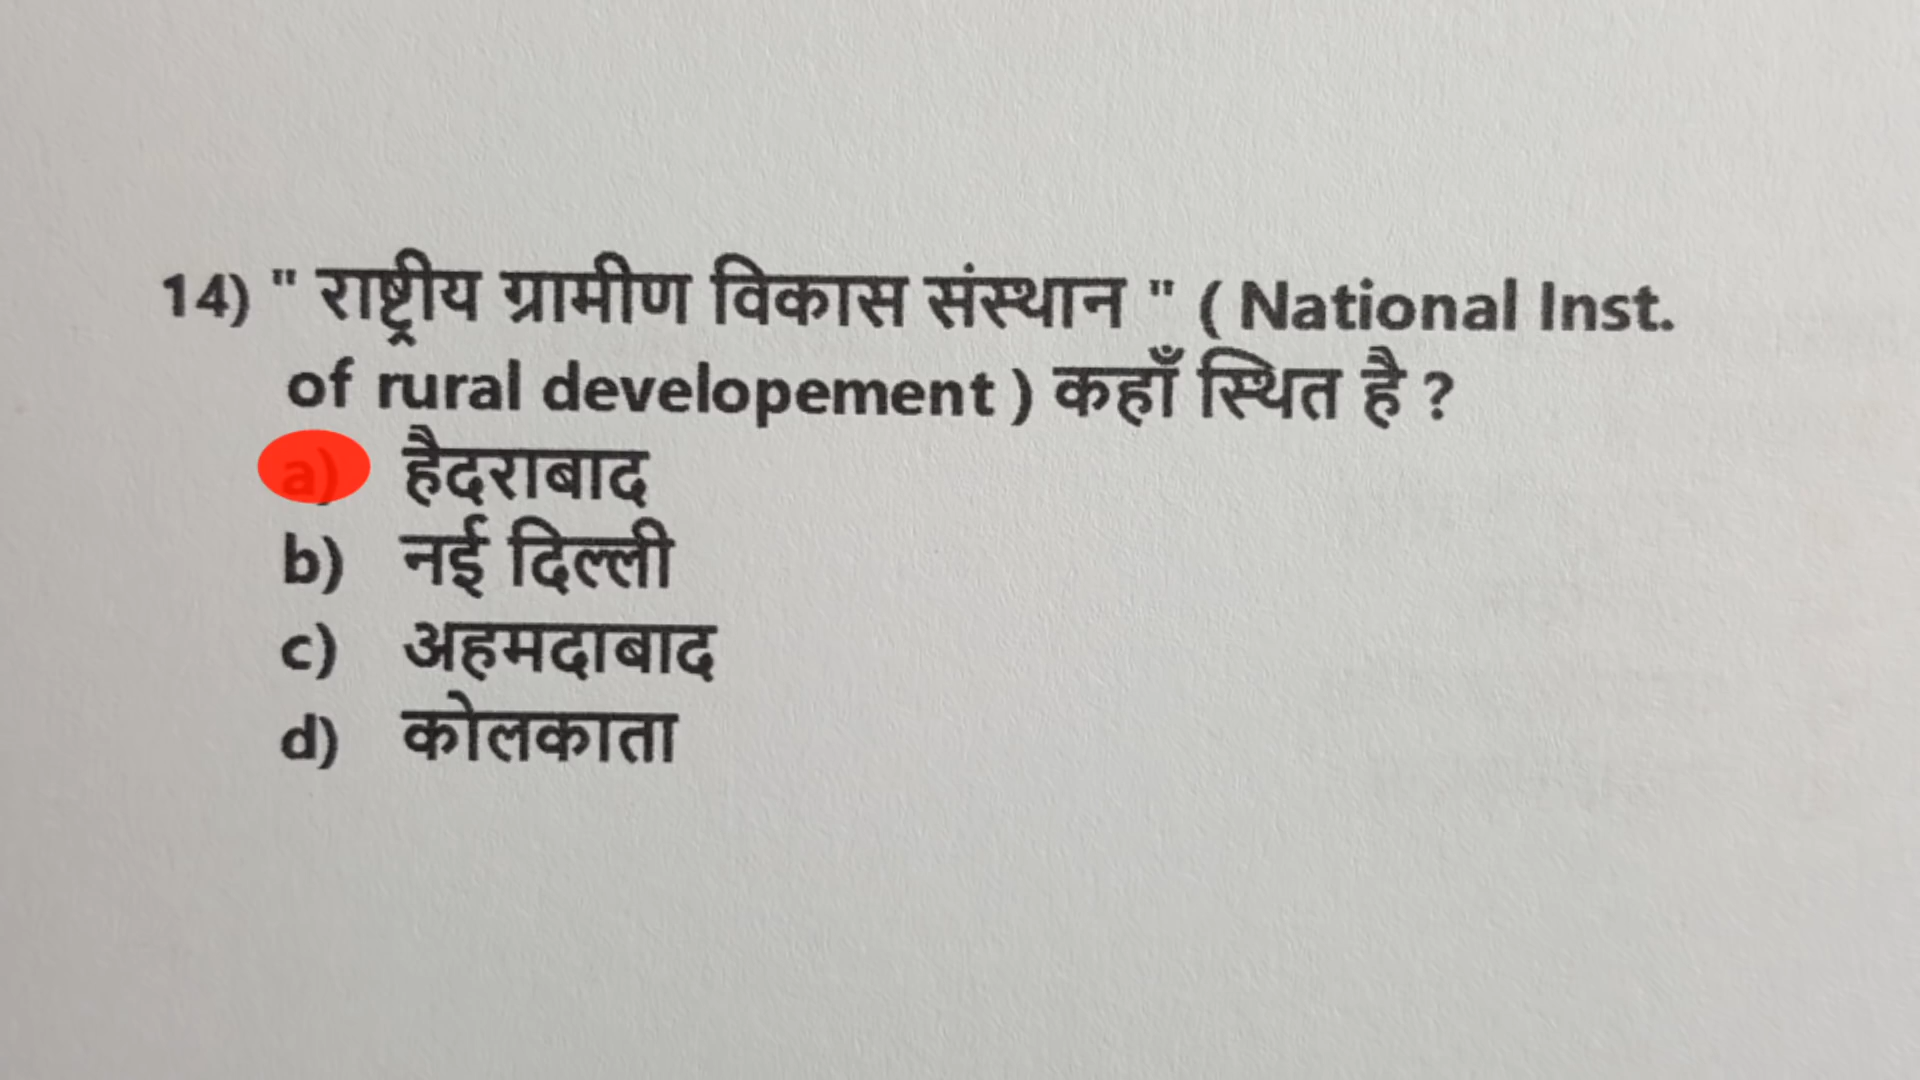 14) " राष्ट्रीय ग्रामीण विकास संस्थान " ( National Inst.
of rural developement ) कहाँ स्थित है ?
a) हैदराबाद
b) नई दिल्ली
c) अहमदाबाद
d) कोलकाता